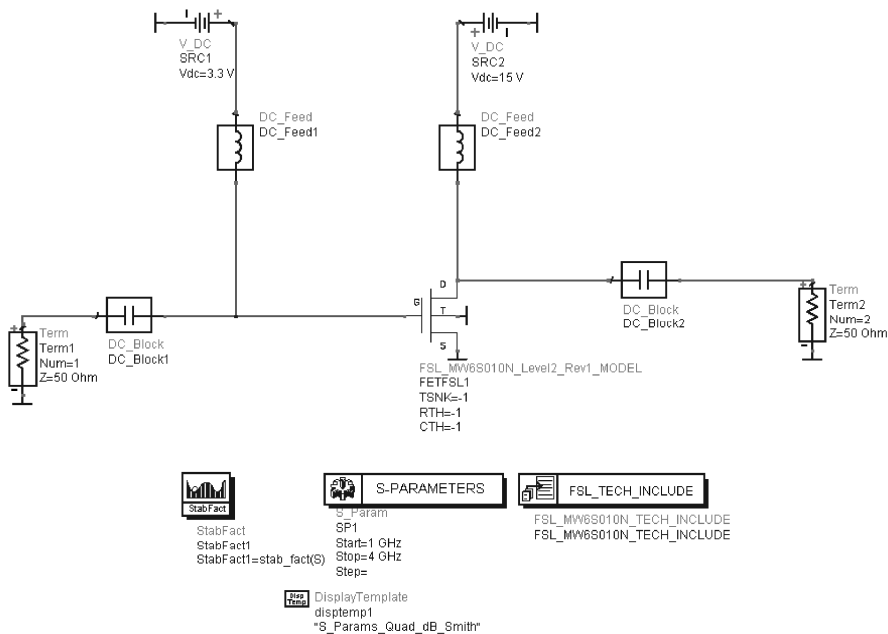 V_DC
SRC1
Vdc=3.3 V
V_DC
SRC2
Vdc=15 V
DC_Feed
DC_Feed1
DC_Feed
DC_Feed2
Term
Term1
Num=1
Z=50 Ohm
DC_Block
DC_Block1
G
D
T
S
DC_Block
DC_Block2
Term
Term2
Num=2
Z=50 Ohm
FSL_MW6S010N_Level2_Rev1_MODEL
FETFSL1
TSNK=-1
RTH=-1
CTH=-1
StabFact
StabFact
StabFact1
StabFact1=stab_fact(S)
S-PARAMETERS
S_Param
SP1
Start=1 GHz
Stop=4 GHz
Step=
FSL_TECH_INCLUDE
FSL_MW6S010N_TECH_INCLUDE
FSL_MW6S010N_TECH_INCLUDE
Disp
Temp
DisplayTemplate
disptemp1
"S_Params_Quad_dB_Smith"